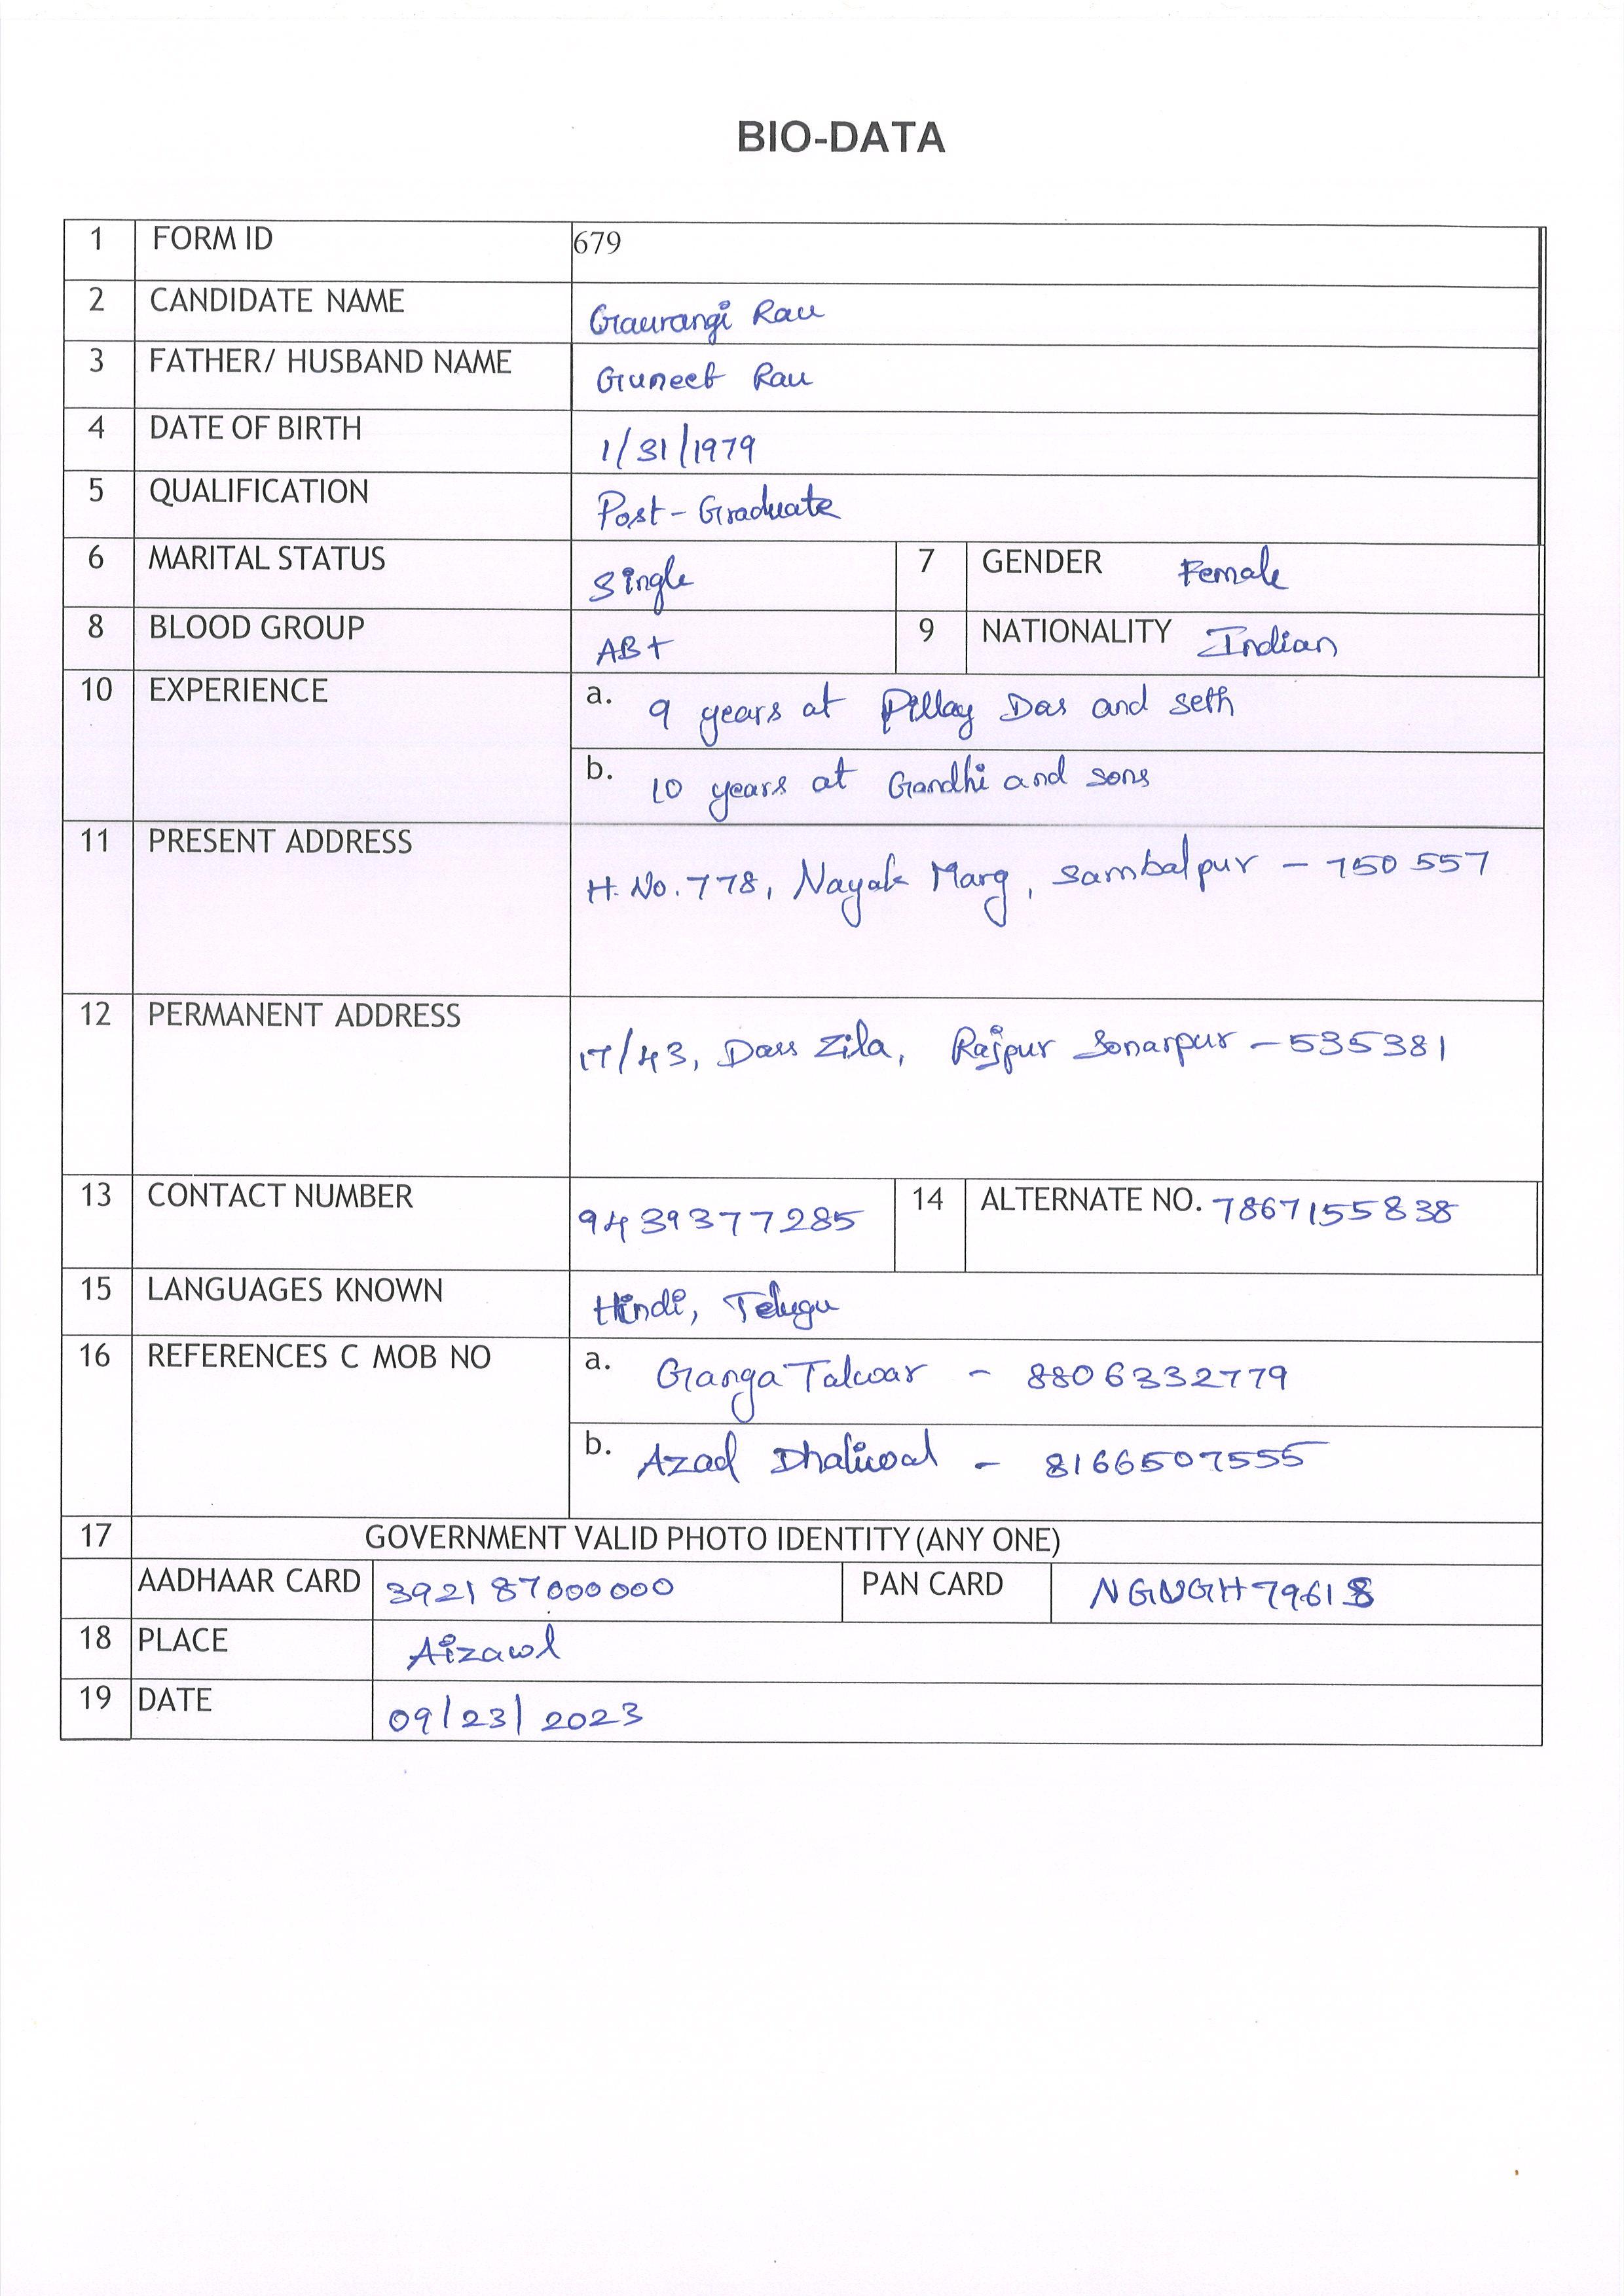 BIO-DATA
1 FORM ID 679
2 CANDIDATE NAME Gaurangi Rau
3 FATHER/ HUSBAND NAME Guneet Rau
4 DATE OF BIRTH 1/31/1979
5 QUALIFICATION Post-Graduate
6 MARITAL STATUS Single 7 GENDER Female
8 BLOOD GROUP AB+ 9 NATIONALITY Indian
10 EXPERIENCE a. 9 years at Pillay Das and Seth
b. 10 years at Gandhi and sons
11 PRESENT ADDRESS H.No.778, Nayak Marg, Sambalpur - 750557
12 PERMANENT ADDRESS 17/43, Dass Zila, Rajpur Sonarpur - 535381
13 CONTACT NUMBER 9439377285 14 ALTERNATE NO. 7867155838
15 LANGUAGES KNOWN Hindi, Telugu
16 REFERENCES C MOB NO a. Ganga Talwar - 8806332779
b. Azad Dhaliwal - 8166507555
17 GOVERNMENT VALID PHOTO IDENTITY (ANY ONE)
AADHAAR CARD 392187000000 PAN CARD
18 PLACE Aizawl
19 DATE 09/23/2023